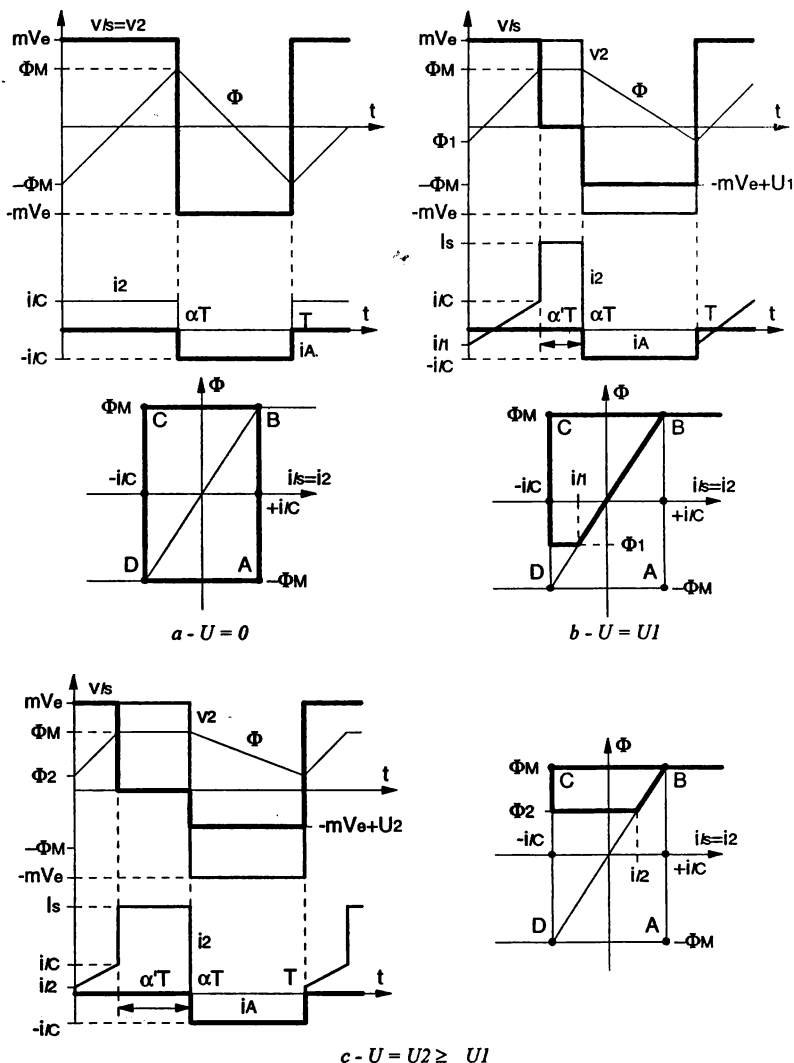 mVe V/s=v2
ΦM
Φ
t
−ΦM
-mVe
i/C i2 αT T t
-i/C iA.
mVe V/s v2
ΦM
Φ
t
Φ1
−ΦM
-mVe+U1
-mVe
Is
i2
i/C
α'T αT T t
i/1
-i/C iA
Φ
ΦM C B
-i/C i/s=i2
+i/C
D A −ΦM
a - U = 0
Φ
ΦM C B
-i/C i/1 i/s=i2
+i/C
Φ1
D A −ΦM
b - U = U1
mVe V/s v2
ΦM
Φ
Φ2 t
-mVe+U2
−ΦM
-mVe
Is
i2
i/C
α'T αT T t
i/2
iA
-i/C
Φ
ΦM C B
Φ2
-i/C i/s=i2
i/2 +i/C
D A −ΦM
c - U = U2 ≥ U1